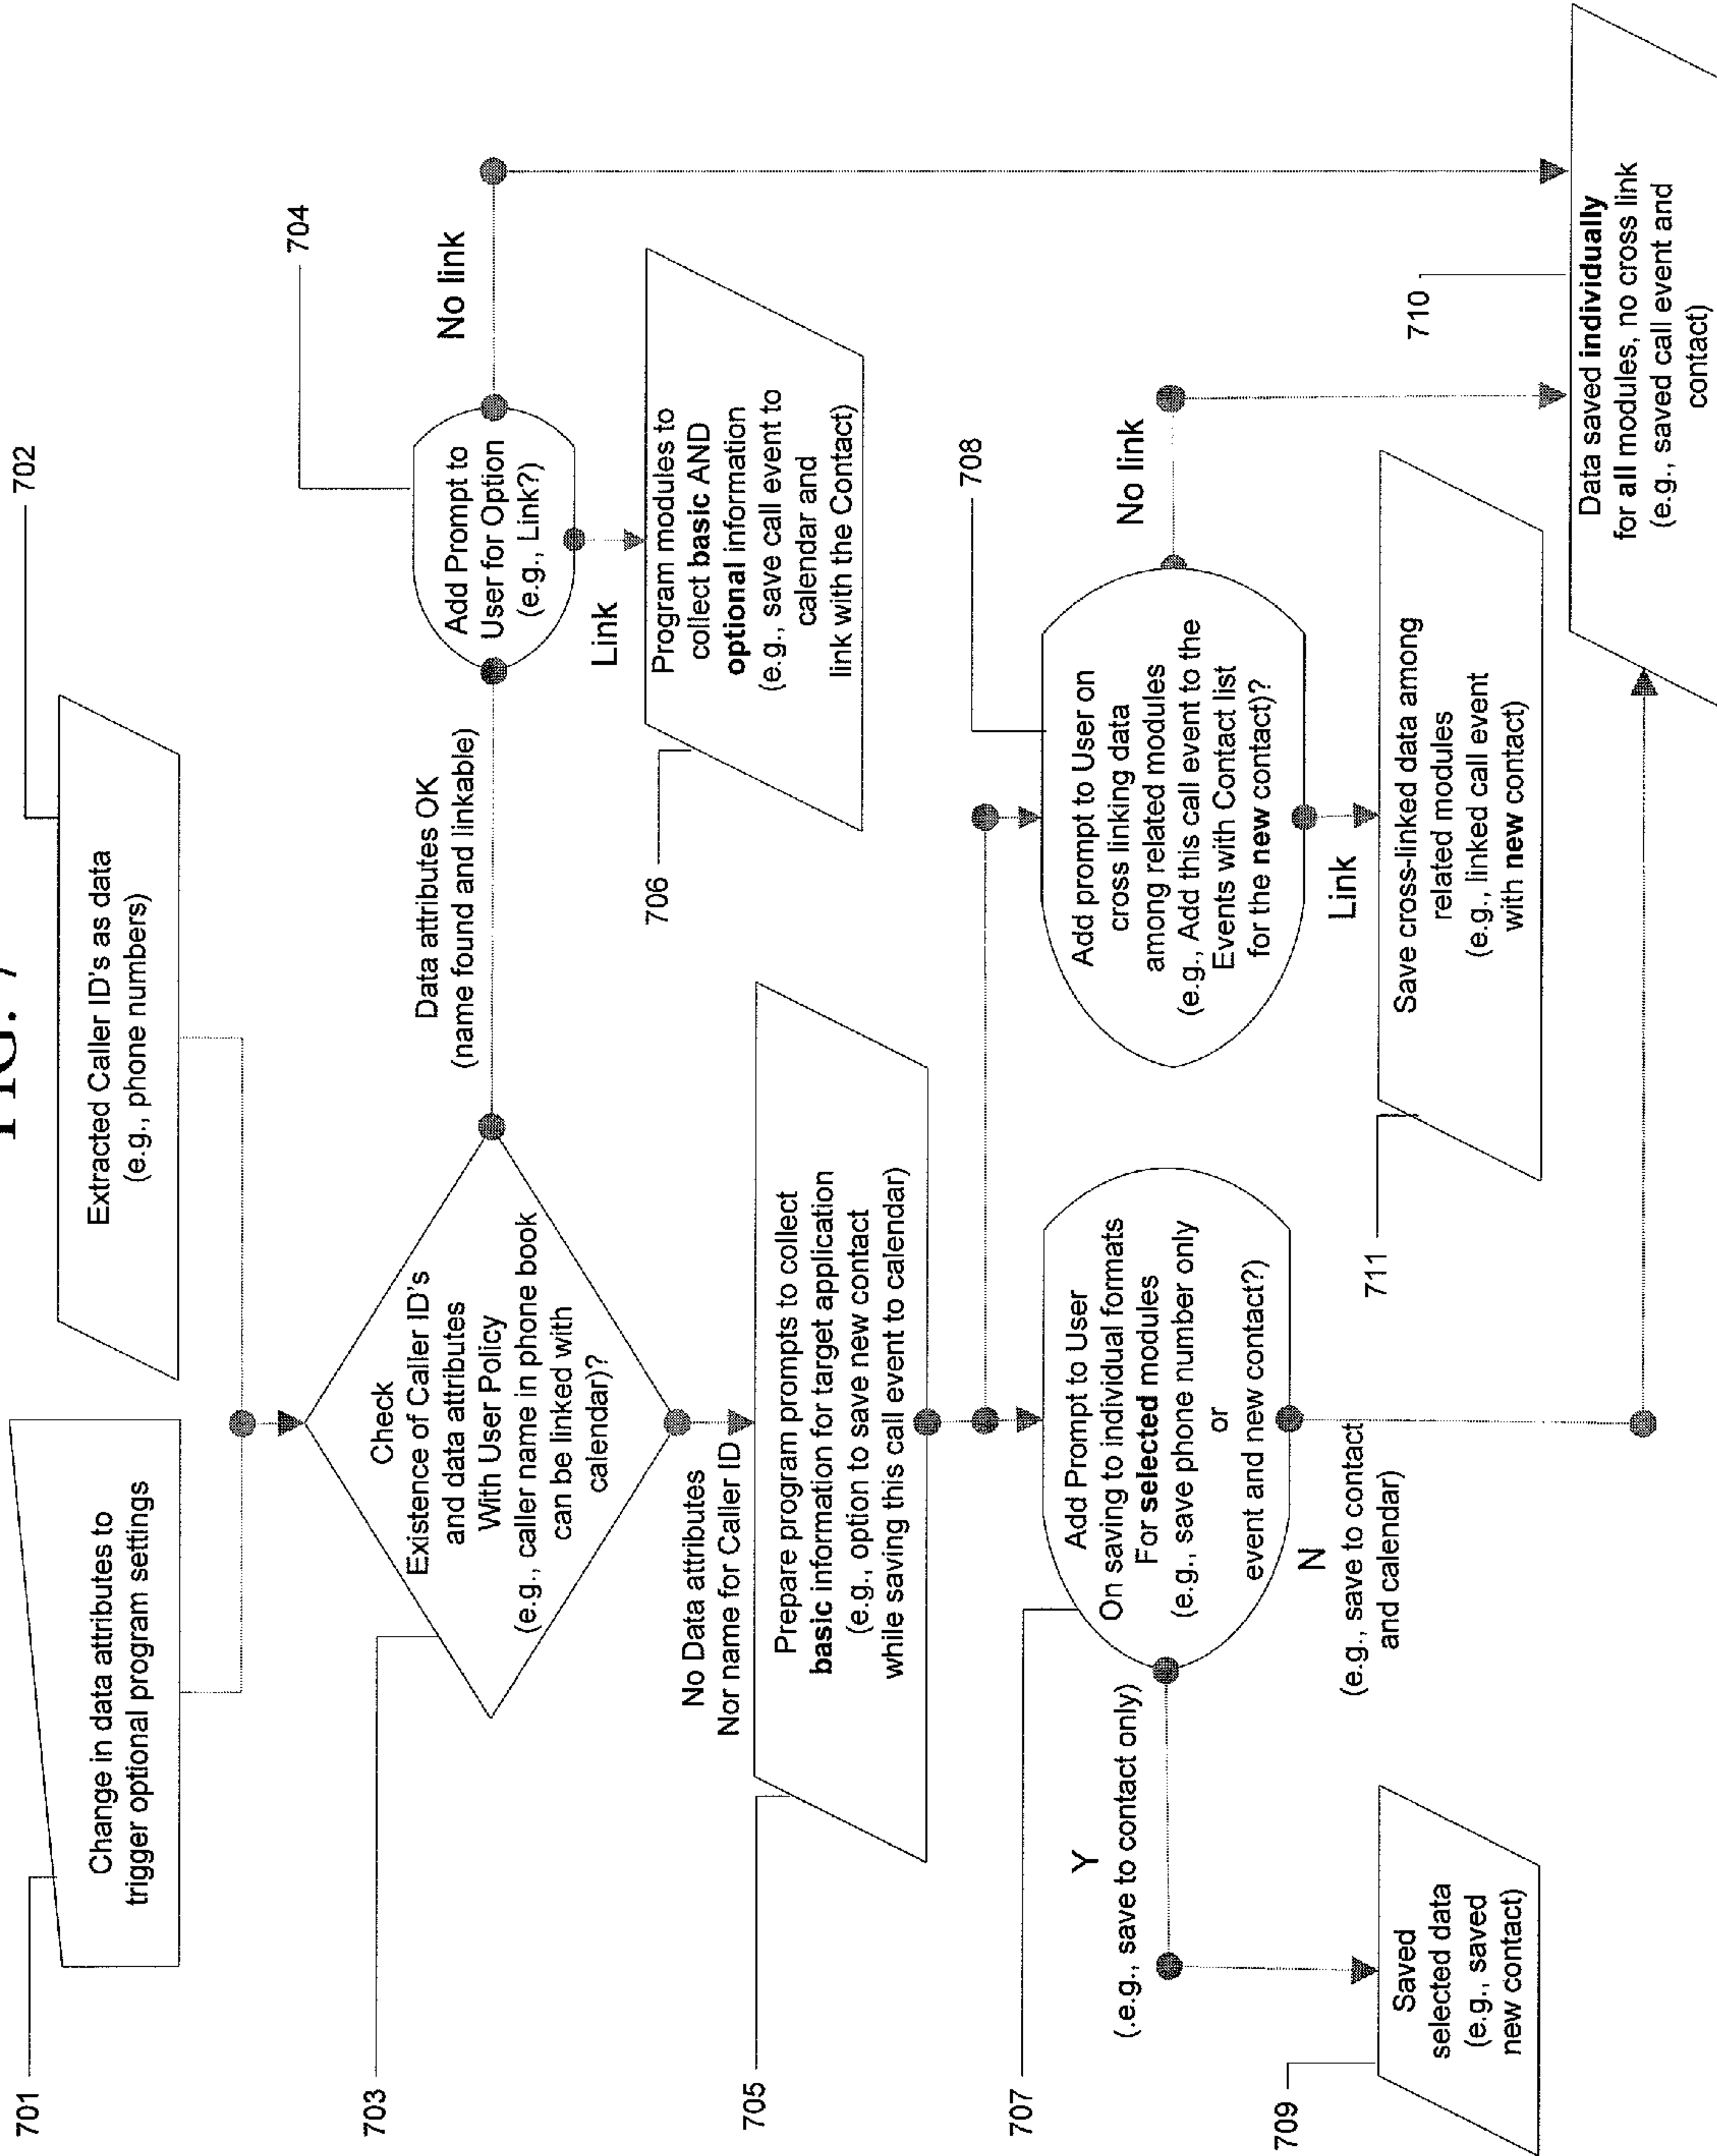 FIG. 7
701
Change in data attributes to
trigger optional program settings
702
Extracted Caller ID's as data
(e.g., phone numbers)
703
Check
Existence of Caller ID's
and data attributes
With User Policy
(e.g., caller name in phone book
can be linked with
calendar)?
Data attributes OK
(name found and linkable)
704
Add Prompt to
User for Option
(e.g., Link?)
No link
Link
No Data attributes
Nor name for Caller ID
705
Prepare program prompts to collect
basic information for target application
(e.g., option to save new contact
while saving this call event to calendar)
706
Program modules to
collect basic AND
optional information
(e.g., save call event to
calendar and
link with the Contact)
707
Add Prompt to User
On saving to individual formats
For selected modules
(e.g., save phone number only
or
event and new contact?)
Y
(.e.g., save to contact only)
N
(e.g., save to contact
and calendar)
708
Add prompt to User on
cross linking data
among related modules
(e.g., Add this call event to the
Events with Contact list
for the new contact)?
No link
Link
709
Saved
selected data
(e.g., saved
new contact)
711
Save cross-linked data among
related modules
(e.g., linked call event
with new contact)
710
Data saved individually
for all modules, no cross link
(e.g., saved call event and
contact)